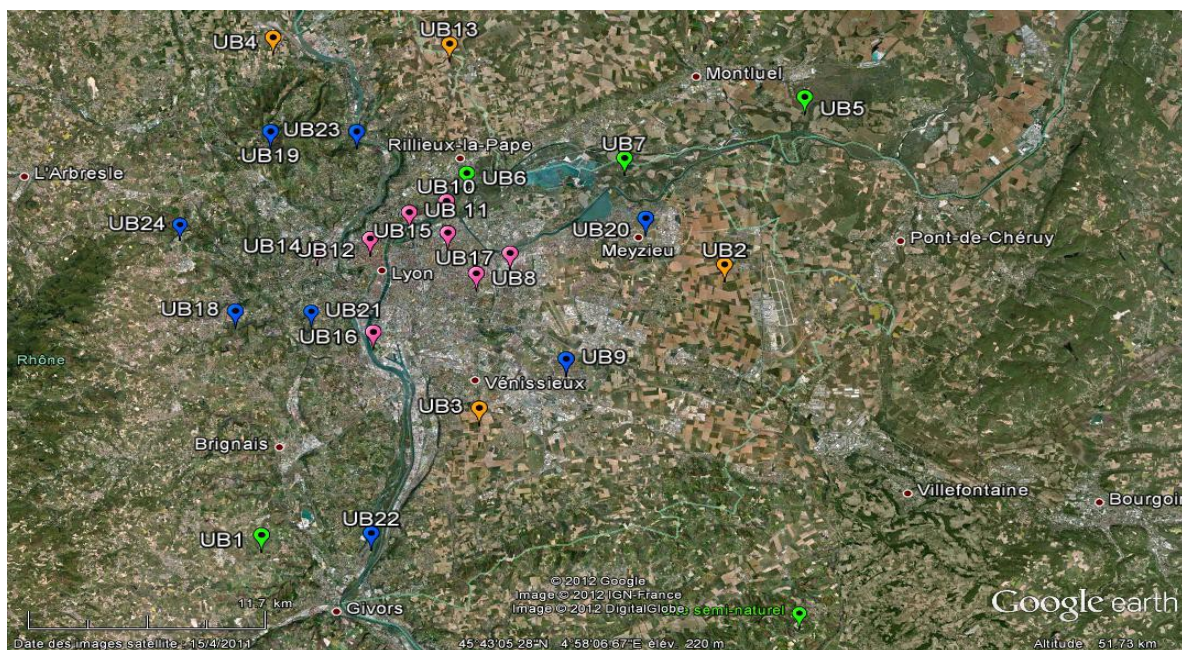 UB4
UB13
Montluel
UB5
UB23
UB19
Rillieux-la-Pape
UB7
UB6
L'Arbresle
UB10
UB 11
UB24
UB14
UB12
UB15
UB20
Meyzieu
Pont-de-Chéruy
UB17
UB2
Lyon
UB8
UB18
UB21
UB16
Rhône
UB9
Vénissieux
UB3
Brignais
Villefontaine
Bourgoin
UB22
UB1
© 2012 Google
Image © 2012 IGN-France
Image © 2012 DigitalGlobe
semi-naturel
11.7 km
Givors
Google earth
Date des images satellite : 15/4/2011
45°43'05.28"N 4°58'06.67"E élév. 220 m
Altitude 51.73 km